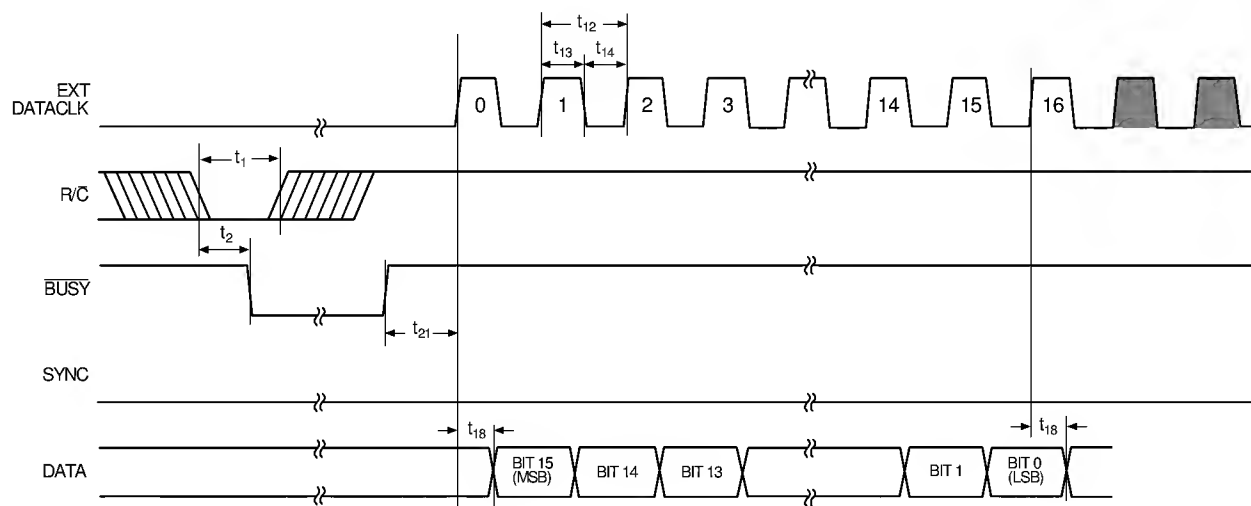 t12
t13 t14
EXT
DATACLK
0 1 2 3 14 15 16
t1
R/C̅
t2
B̅U̅S̅Y̅
t21
SYNC
t18 t18
DATA
BIT 15
(MSB)
BIT 14
BIT 13
BIT 1
BIT 0
(LSB)